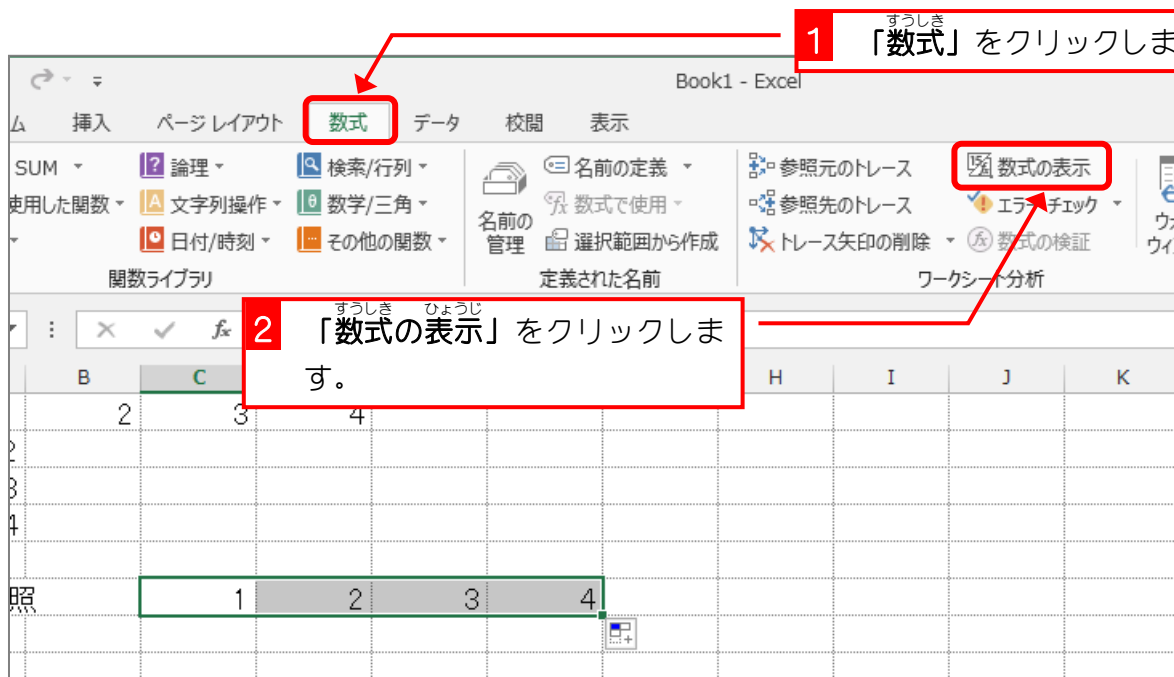 すうしき
1 「数式」をクリックしま
Book1 - Excel
ム 挿入 ページ レイアウト 数式 データ 校閲 表示
SUM 論理 検索/行列 名前の定義 参照元のトレース 数式の表示
使用した関数 文字列操作 数学/三角 数式で使用 参照先のトレース エラー チェック
日付/時刻 その他の関数 名前の管理 選択範囲から作成 トレース矢印の削除 数式の検証
関数ライブラリ 定義された名前 ワークシート分析
すうしき ひょうじ
2 「数式の表示」をクリックしま
す。
fx
B C H I J K
2 3 4
2
3
4
照 1 2 3 4